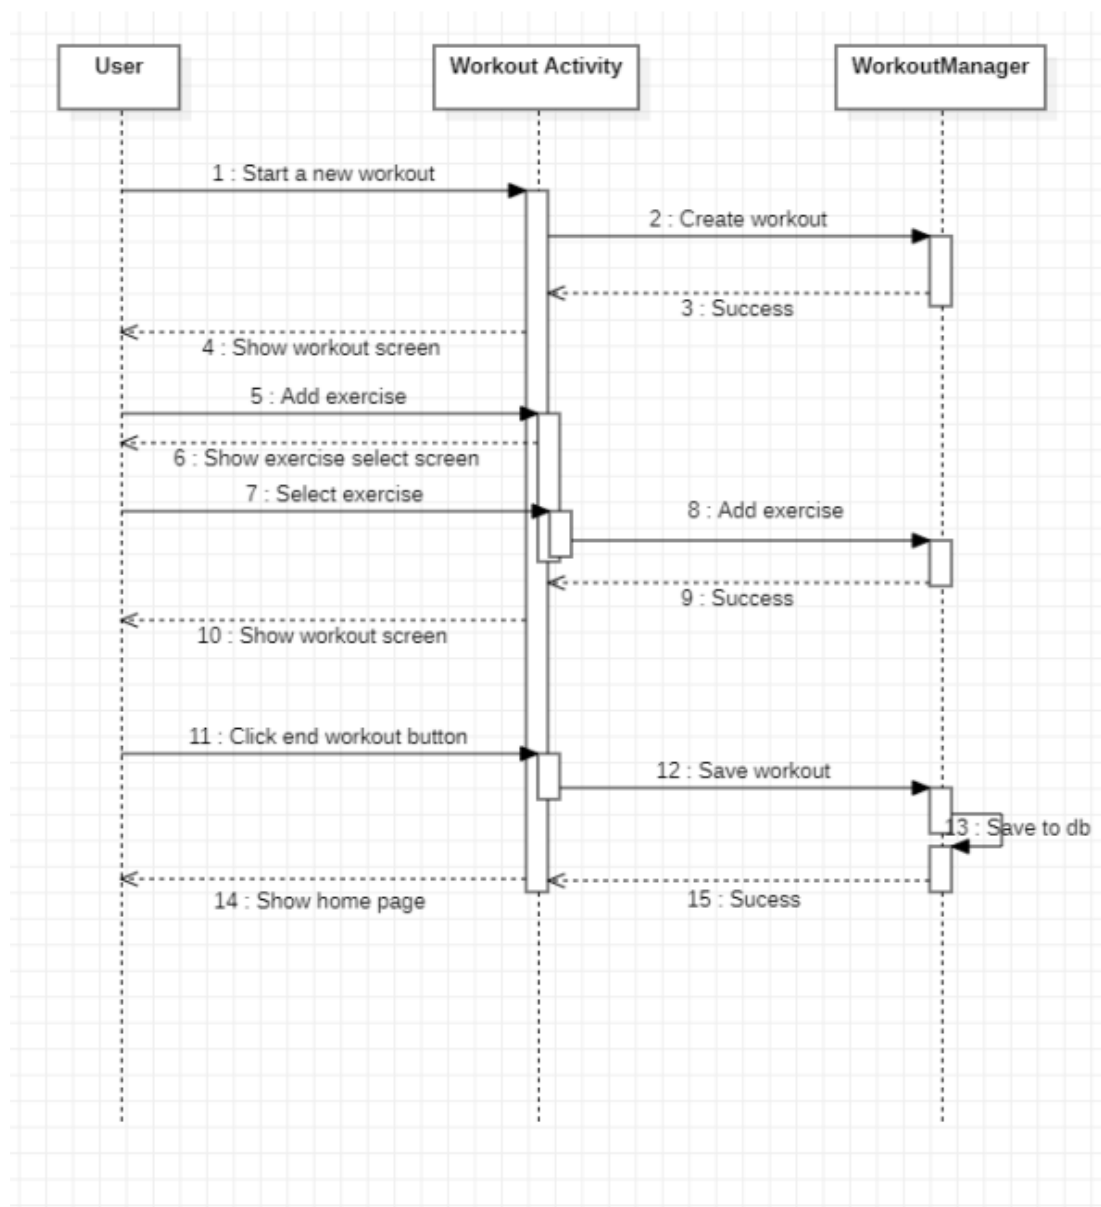 User
Workout Activity
WorkoutManager
1 : Start a new workout
2 : Create workout
3 : Success
4 : Show workout screen
5 : Add exercise
6 : Show exercise select screen
7 : Select exercise
8 : Add exercise
9 : Success
10 : Show workout screen
11 : Click end workout button
12 : Save workout
13 : Save to db
14 : Show home page
15 : Sucess